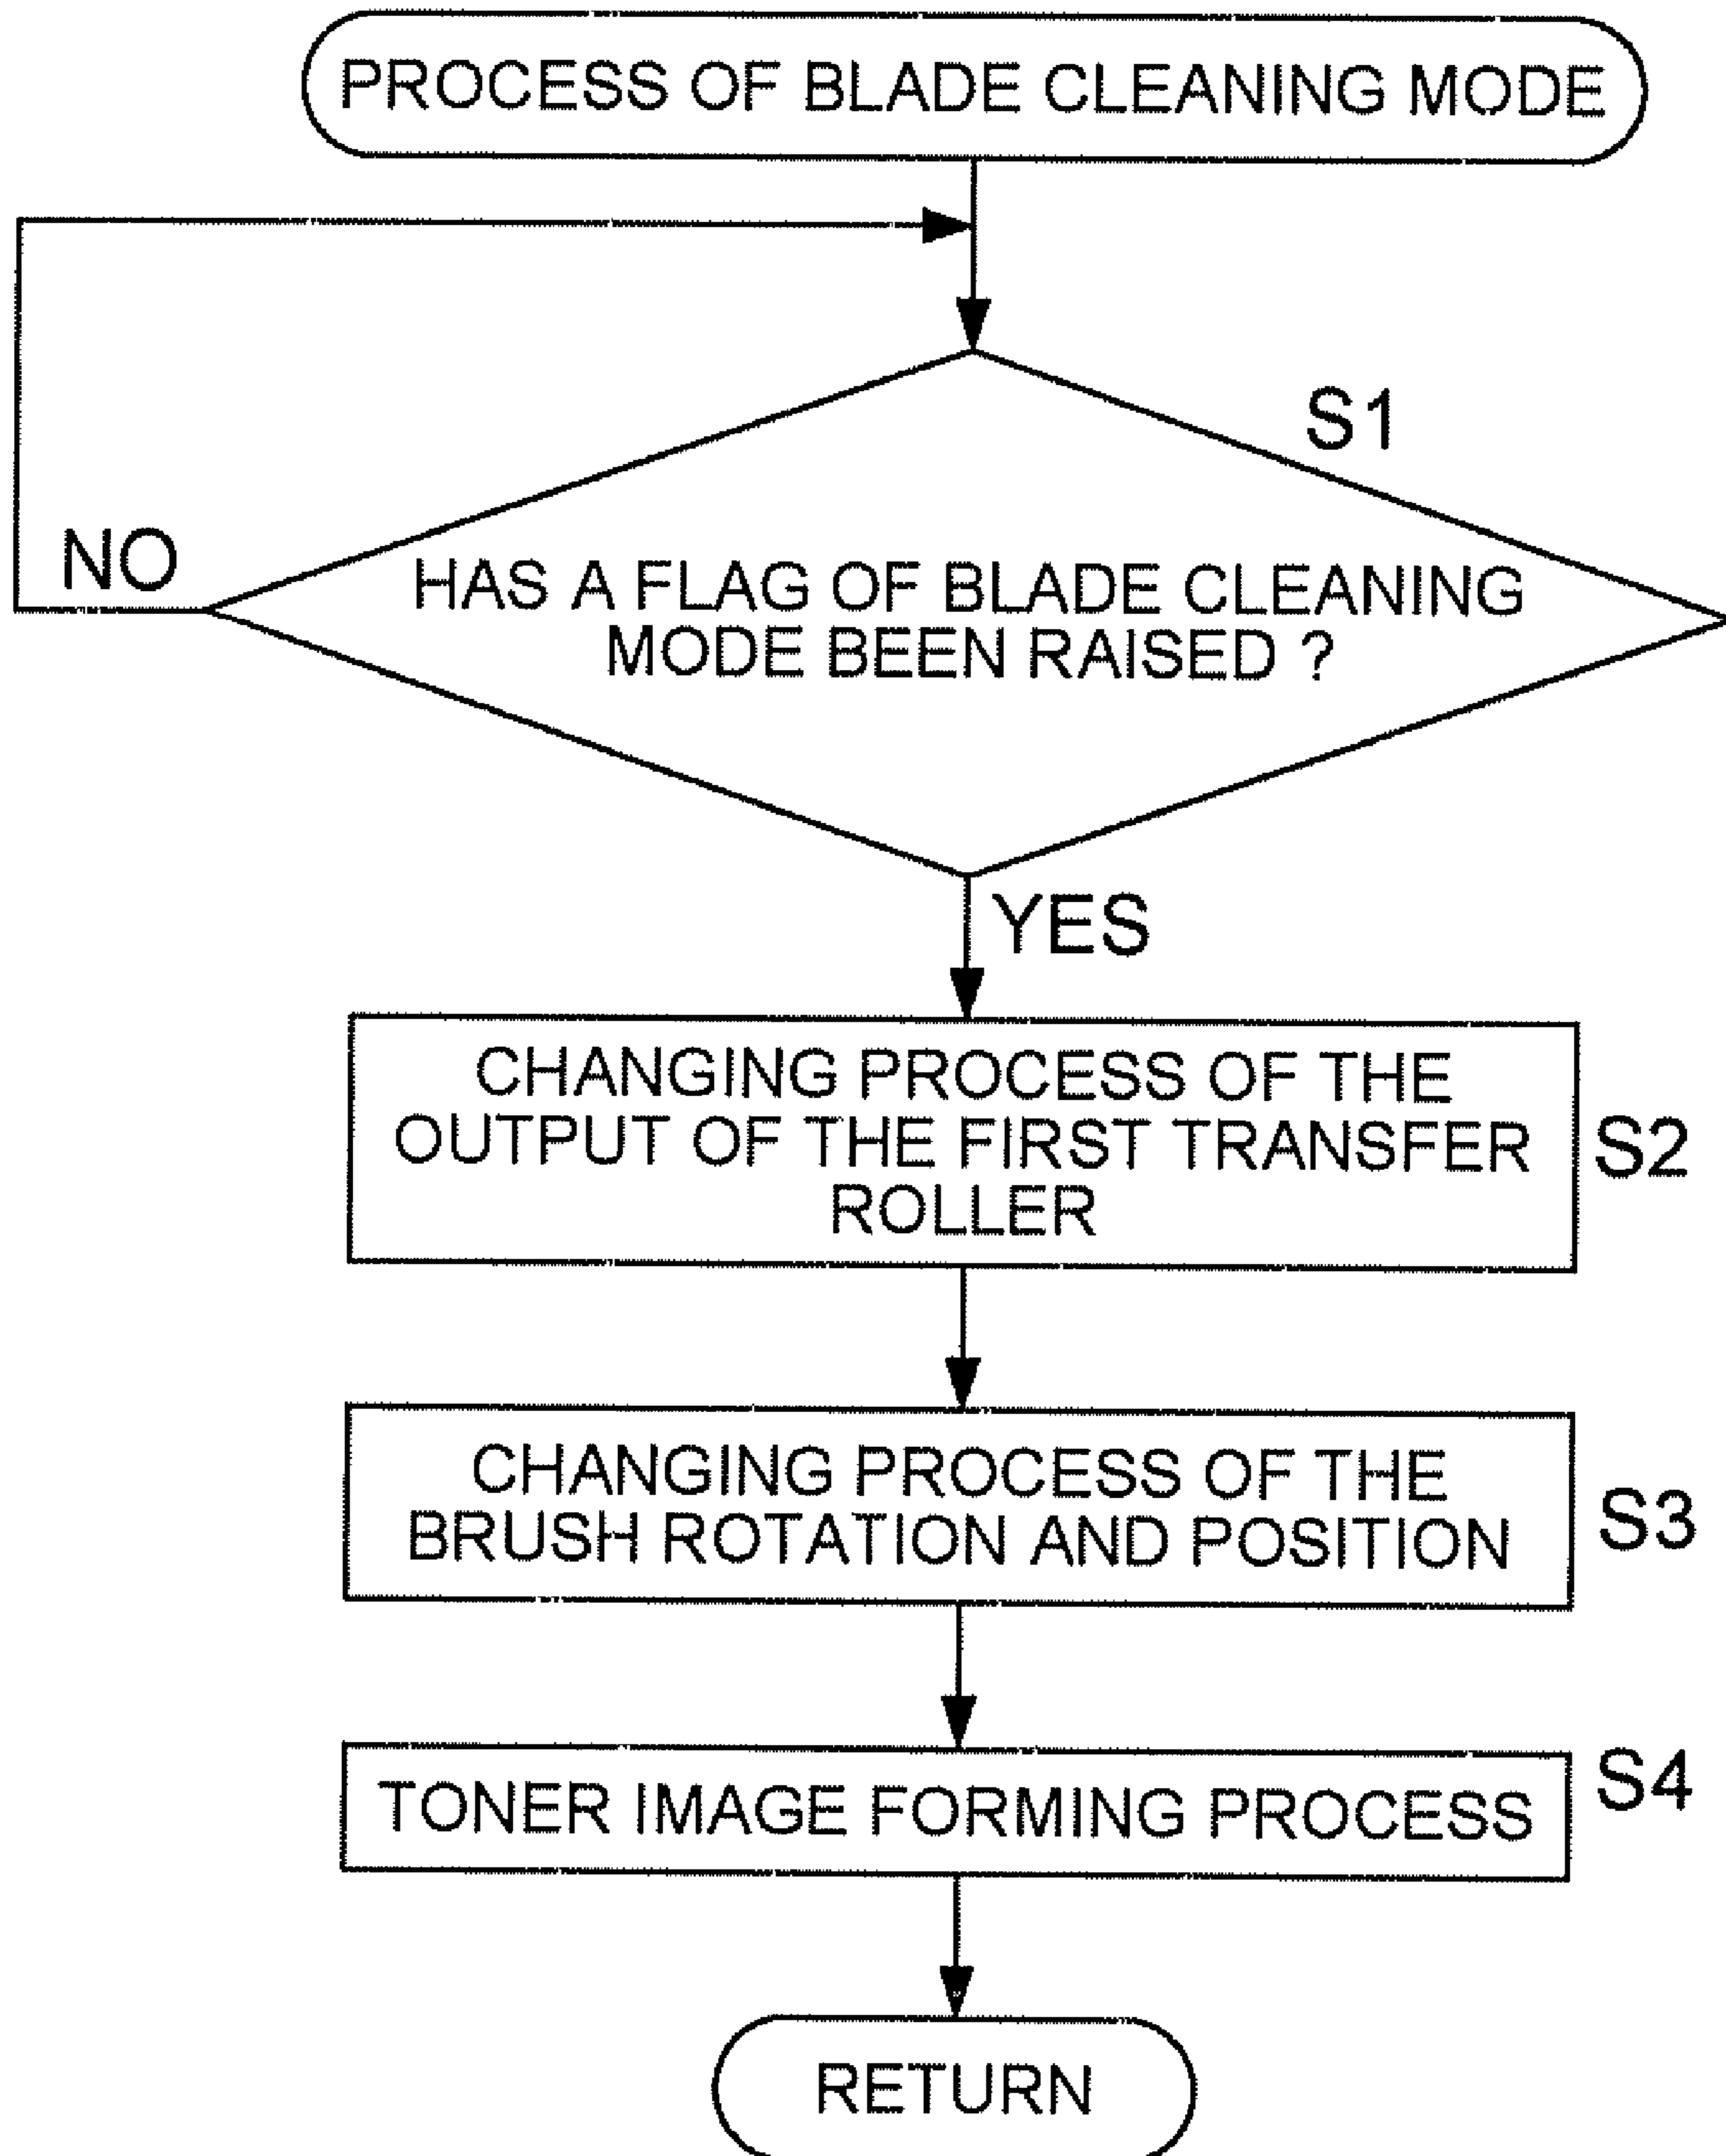 PROCESS OF BLADE CLEANING MODE
S1
NO
HAS A FLAG OF BLADE CLEANING
MODE BEEN RAISED ?
YES
CHANGING PROCESS OF THE
OUTPUT OF THE FIRST TRANSFER
ROLLER
S2
CHANGING PROCESS OF THE
BRUSH ROTATION AND POSITION
S3
TONER IMAGE FORMING PROCESS
S4
RETURN